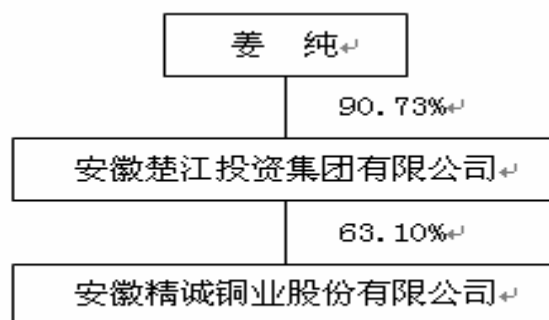 姜 纯
90.73%
安徽楚江投资集团有限公司
63.10%
安徽精诚铜业股份有限公司